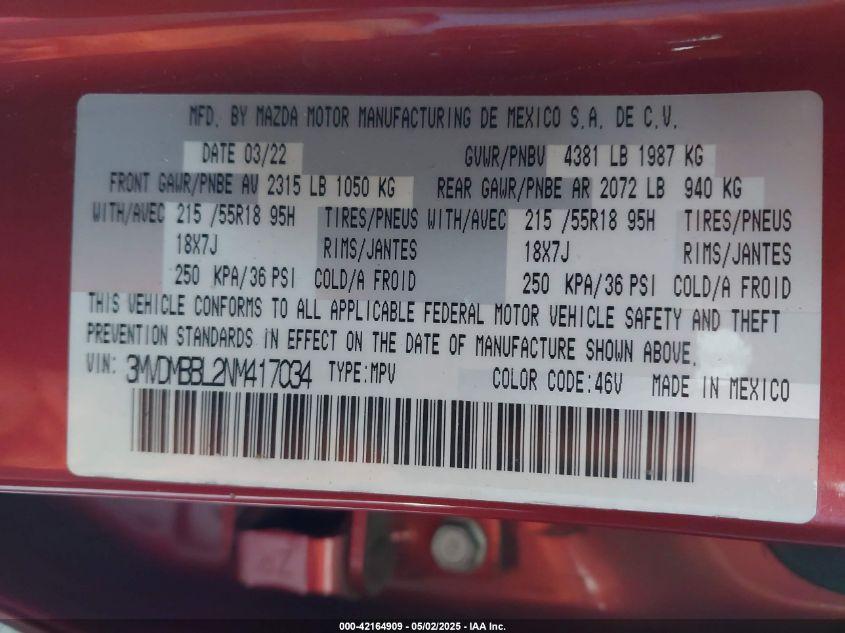 MFD. BY MAZDA MOTOR MANUFACTURING DE MEXICO S.A. DE C.V.
DATE 03/22 GVWR/PNBV 4381 LB 1987 KG
FRONT GAWR/PNBE AV 2315 LB 1050 KG REAR GAWR/PNBE AR 2072 LB 940 KG
WITH/AVEC 215 /55R18 95H TIRES/PNEUS WITH/AVEC 215 /55R18 95H TIRES/PNEUS
18X7J RIMS/JANTES 18X7J RIMS/JANTES
250 KPA/36 PSI COLD/A FROID 250 KPA/36 PSI COLD/A FROID
THIS VEHICLE CONFORMS TO ALL APPLICABLE FEDERAL MOTOR VEHICLE SAFETY AND THEFT
PREVENTION STANDARDS IN EFFECT ON THE DATE OF MANUFACTURE SHOWN ABOVE.
VIN: 3MVDMBBL2NM417034 TYPE:MPV COLOR CODE:46V MADE IN MEXICO
000-42164909 - 05/02/2025 - IAA Inc.